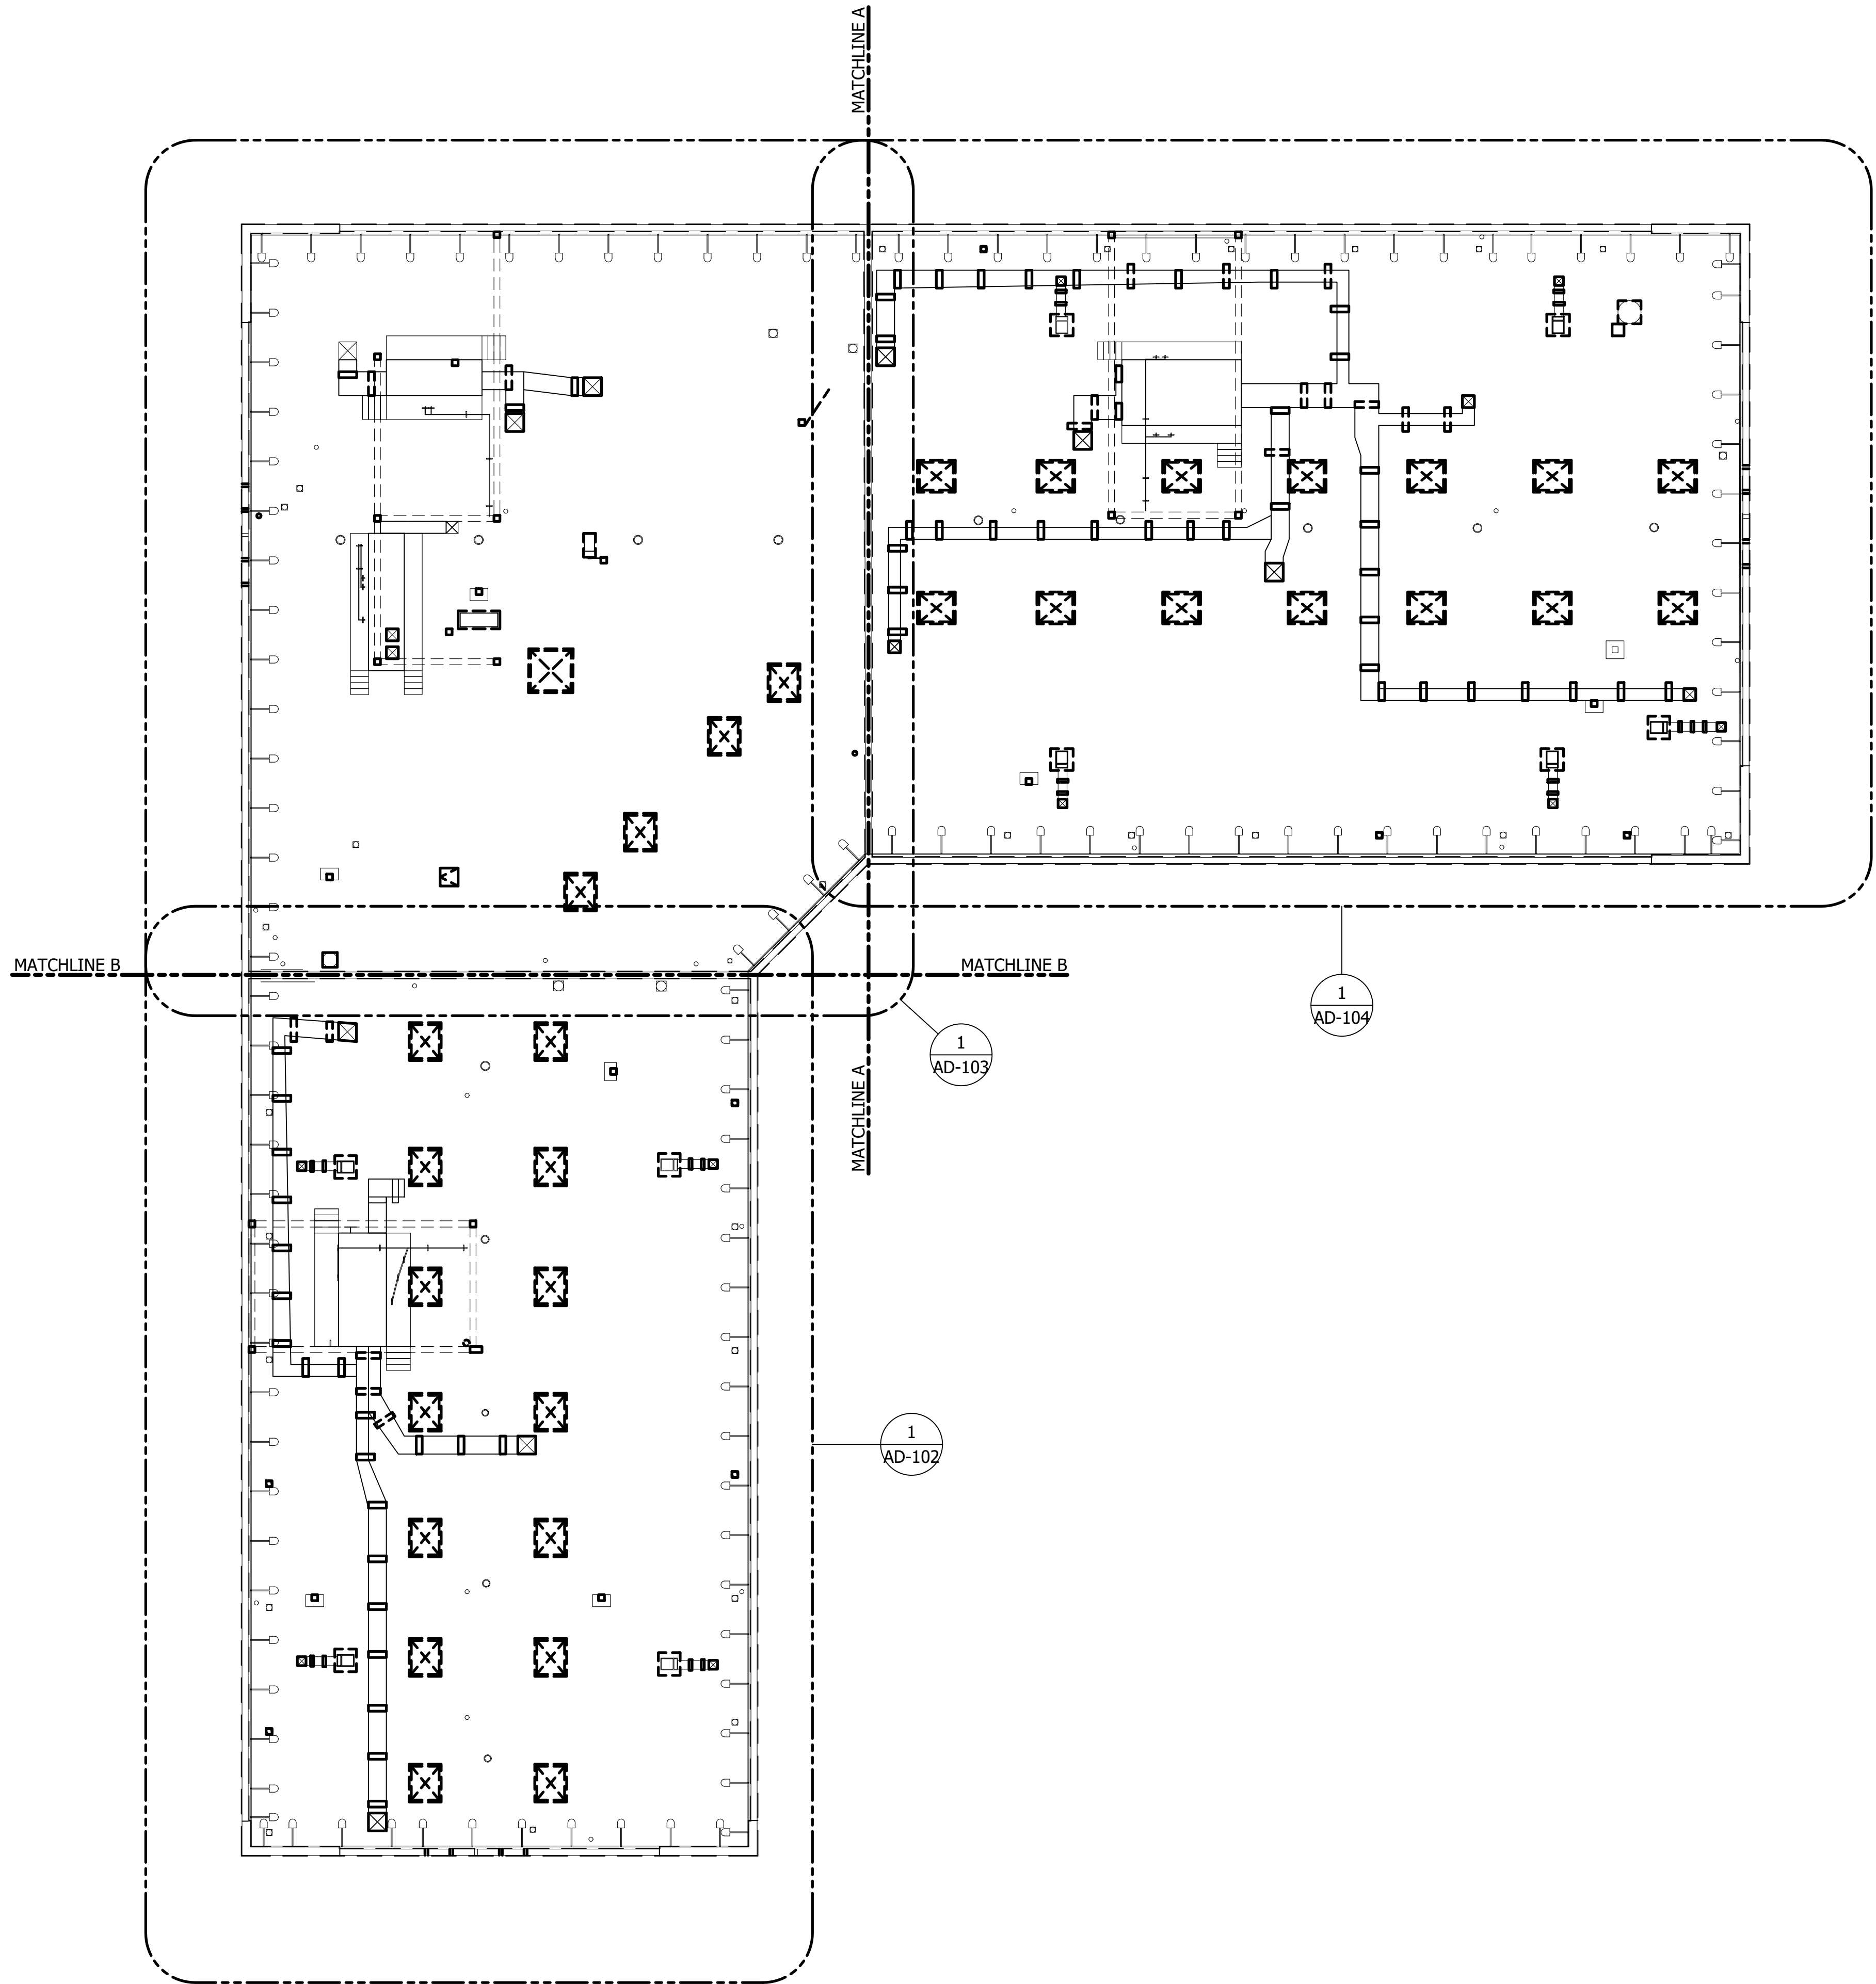 MATCHLINE A
MATCHLINE B
MATCHLINE B
1
AD-104
1
AD-103
MATCHLINE A
1
AD-102